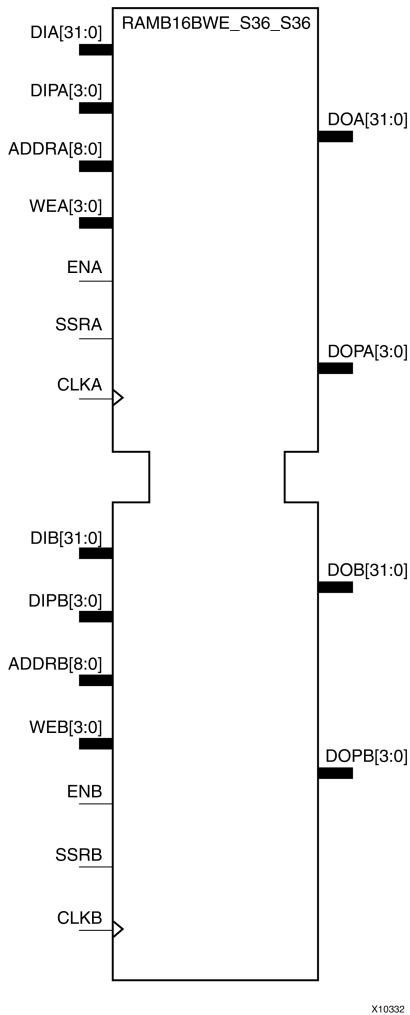 RAMB16BWE_S36_S36
DIA[31:0]
DIPA[3:0]
DOA[31:0]
ADDRA[8:0]
WEA[3:0]
ENA
SSRA
DOPA[3:0]
CLKA
DIB[31:0]
DOB[31:0]
DIPB[3:0]
ADDRB[8:0]
WEB[3:0]
DOPB[3:0]
ENB
SSRB
CLKB
X10332